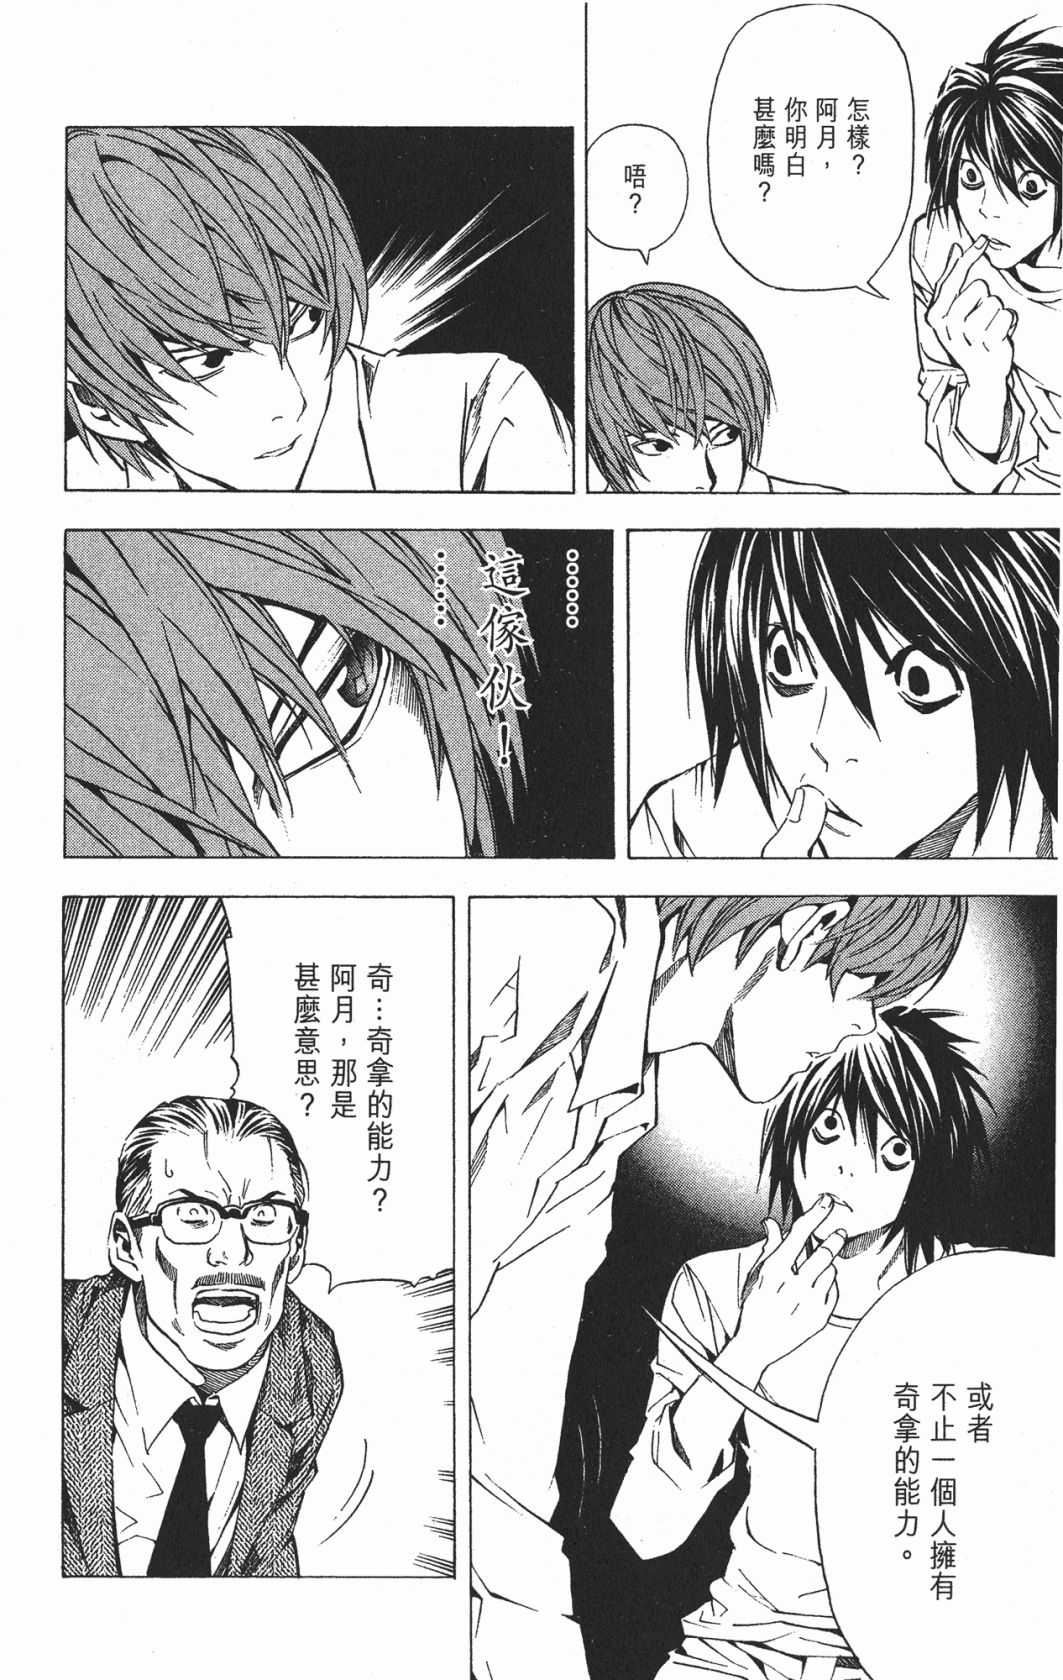 怎樣？
阿月，
你明白
甚麼嗎？
唔？
……
這傢伙！
……
或者
不止一個人擁有
奇拿的能力。
奇…奇拿的能力？
阿月，那是
甚麼意思？